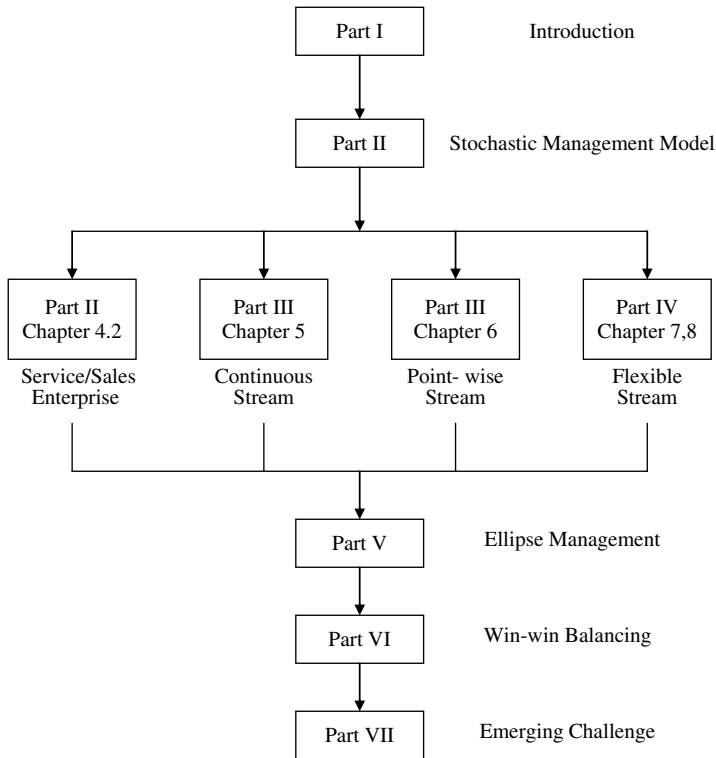 Part I
Introduction
Part II
Stochastic Management Model
Part II
Chapter 4.2
Service/Sales
Enterprise
Part III
Chapter 5
Continuous
Stream
Part III
Chapter 6
Point- wise
Stream
Part IV
Chapter 7,8
Flexible
Stream
Part V
Ellipse Management
Part VI
Win-win Balancing
Part VII
Emerging Challenge